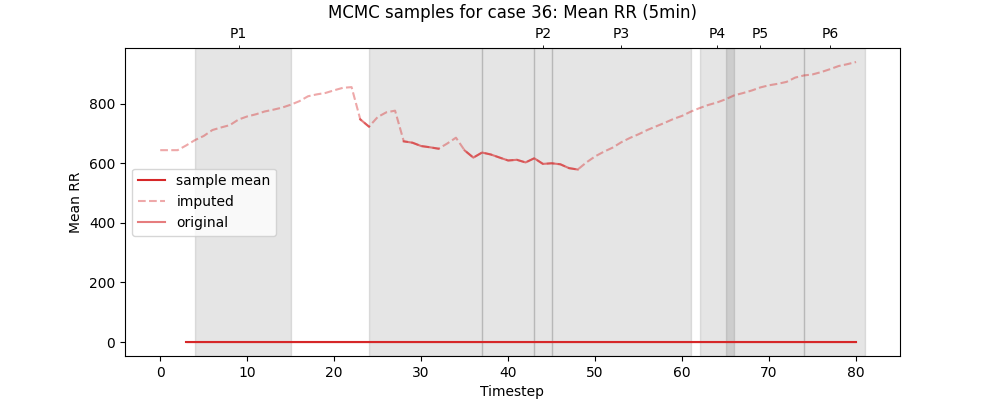 MCMC samples for case 36: Mean RR (5min)
P1 P2 P3 P4 P5 P6
800
600
400
200
0
Mean RR
sample mean
imputed
original
0 10 20 30 40 50 60 70 80
Timestep